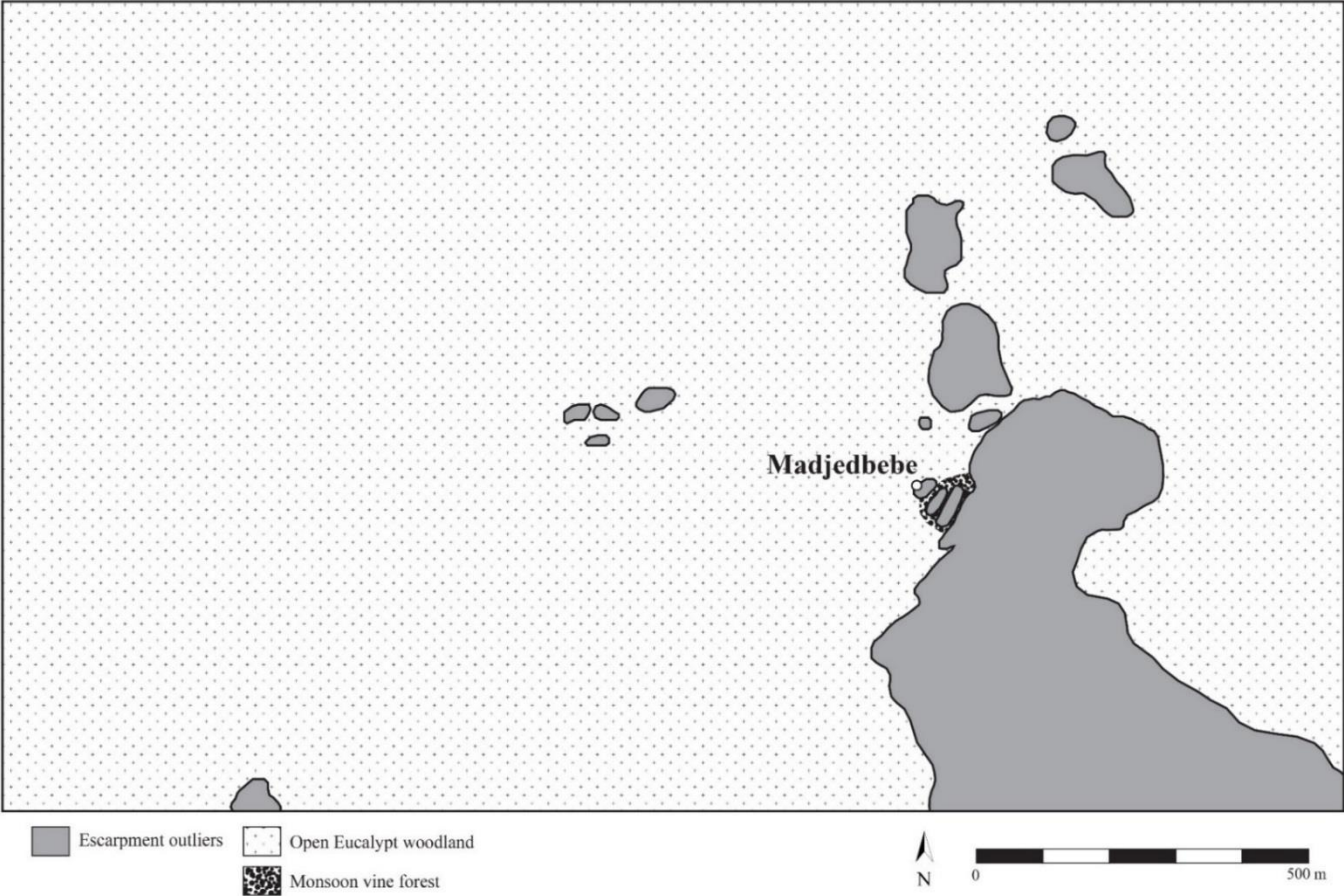 Madjedbebe
Escarpment outliers
Open Eucalypt woodland
Monsoon vine forest
N
0
500 m